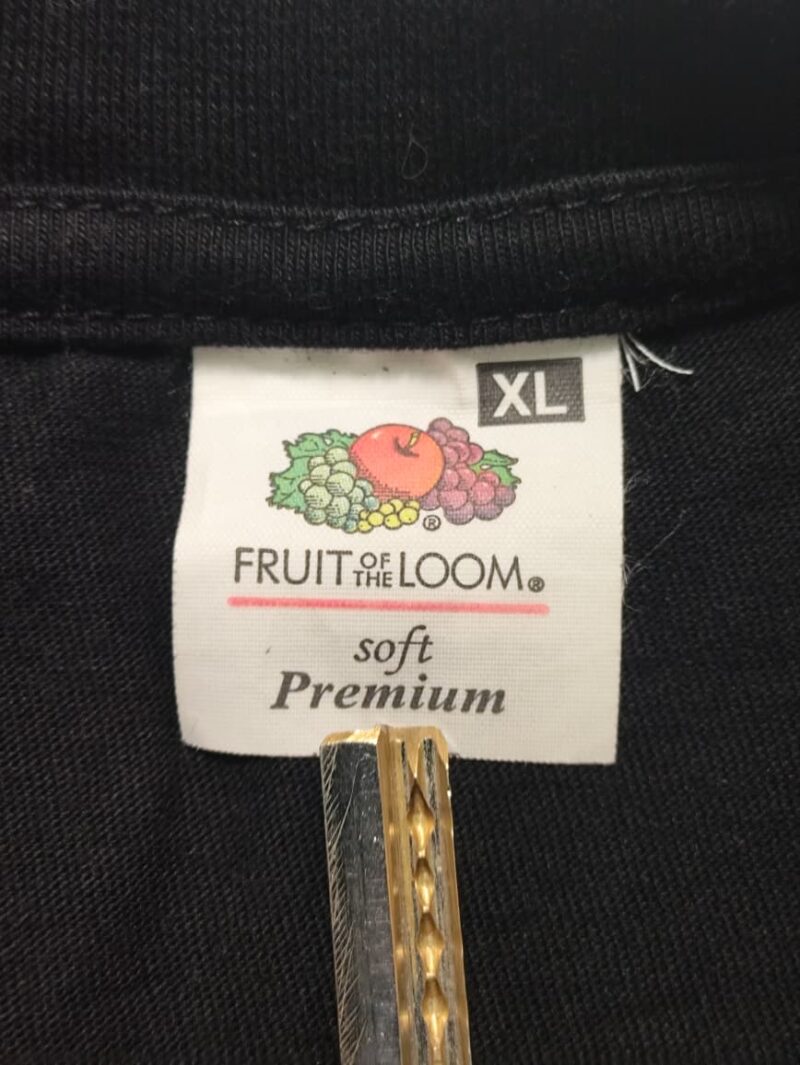 XL
®
FRUIT OF THE LOOM®
soft
Premium